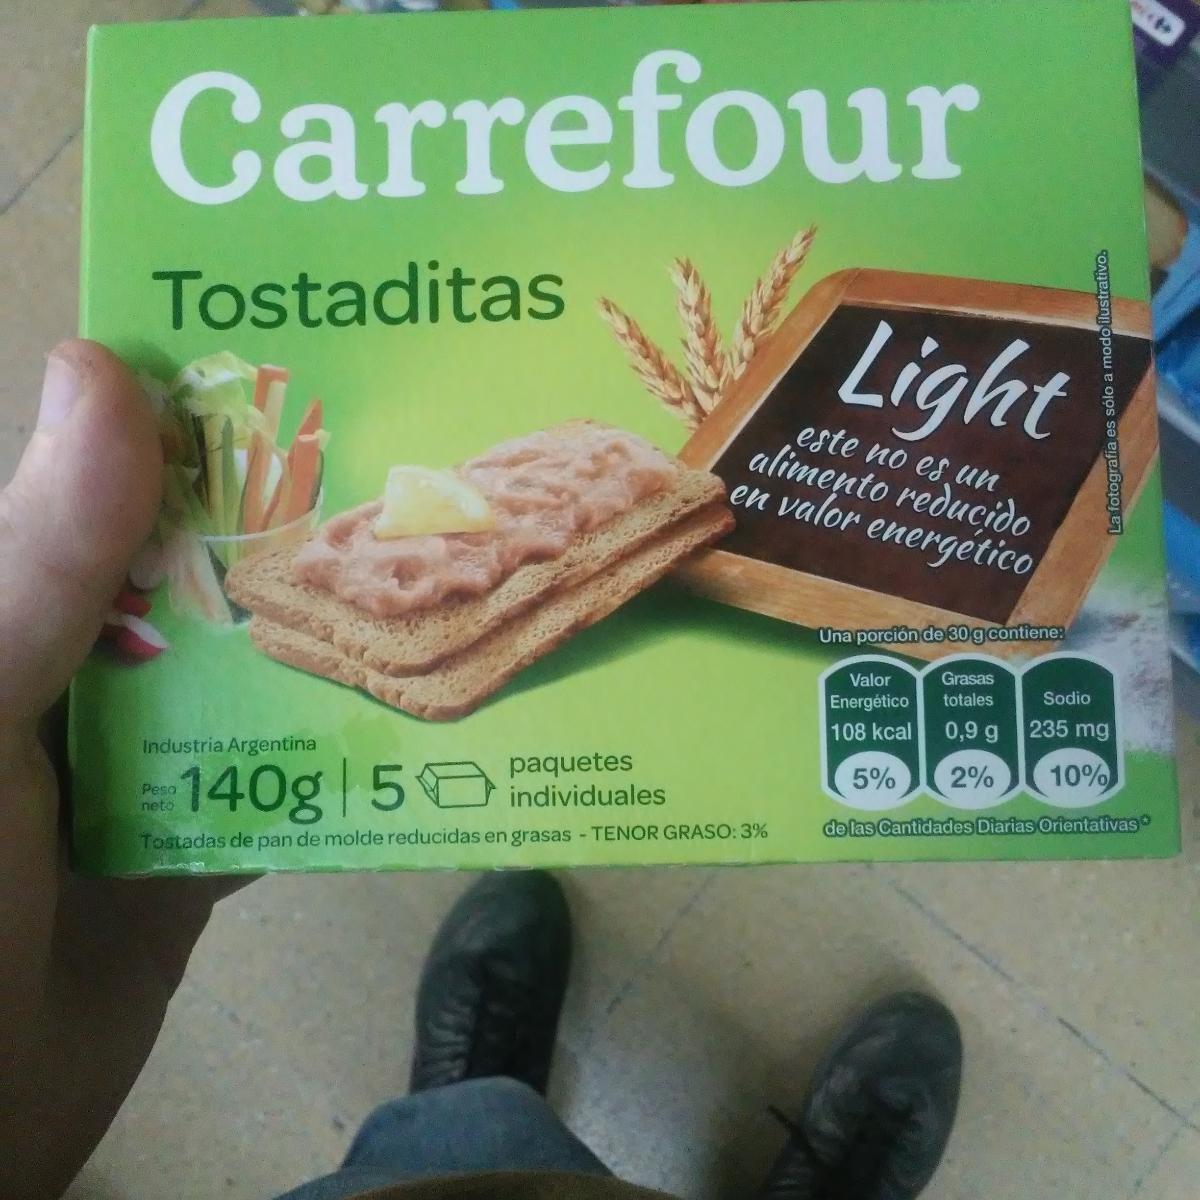 Carrefour
Tostaditas
Light
este no es un
alimento reducido
en valor energético
La fotografía es sólo a modo ilustrativo.
Una porción de 30 g contiene:
Valor
Energético
108 kcal
5%
Grasas
totales
0,9 g
2%
Sodio
235 mg
10%
de las Cantidades Diarias Orientativas *
Industria Argentina
Peso
neto
140g | 5
paquetes
individuales
Tostadas de pan de molde reducidas en grasas - TENOR GRASO: 3%